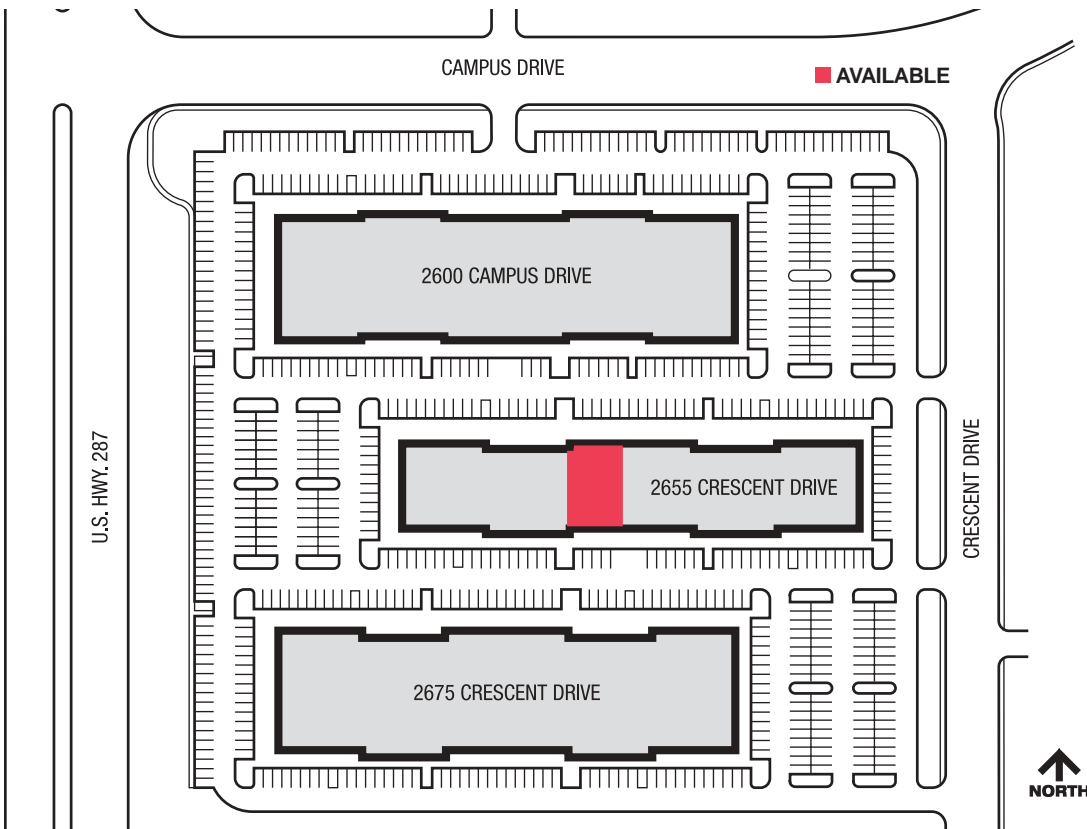 CAMPUS DRIVE
AVAILABLE
2600 CAMPUS DRIVE
U.S. HWY. 287
2655 CRESCENT DRIVE
CRESCENT DRIVE
2675 CRESCENT DRIVE
NORTH